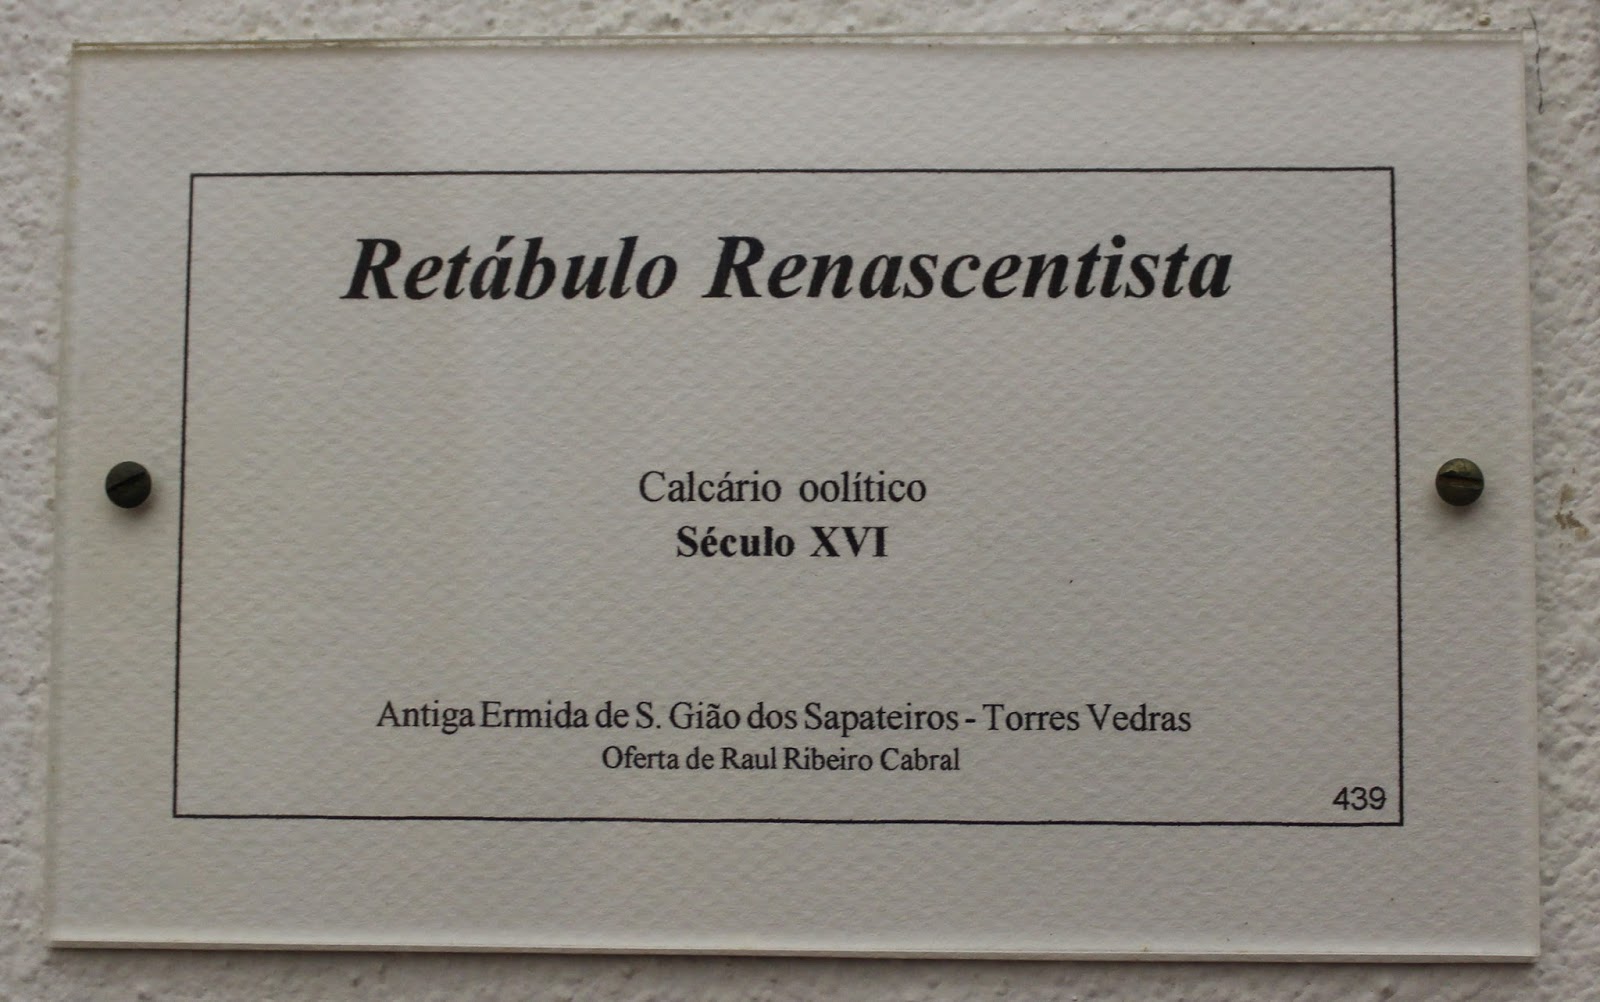 Retábulo Renascentista
Calcário oolítico
Século XVI
Antiga Ermida de S. Gião dos Sapateiros - Torres Vedras
Oferta de Raul Ribeiro Cabral
439